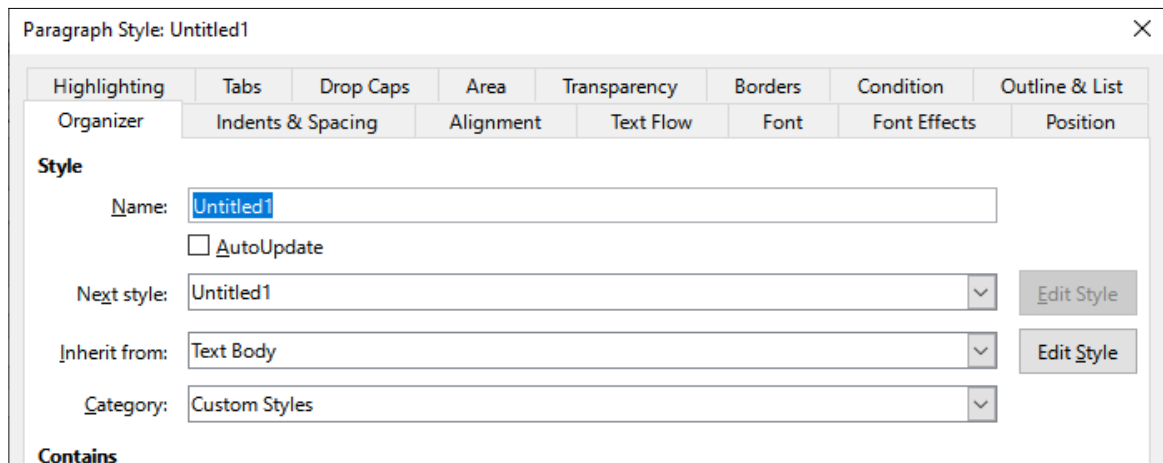 Paragraph Style: Untitled1
Highlighting Tabs Drop Caps Area Transparency Borders Condition Outline & List
Organizer Indents & Spacing Alignment Text Flow Font Font Effects Position
Style
Name: Untitled1
AutoUpdate
Next style: Untitled1 Edit Style
Inherit from: Text Body Edit Style
Category: Custom Styles
Contains